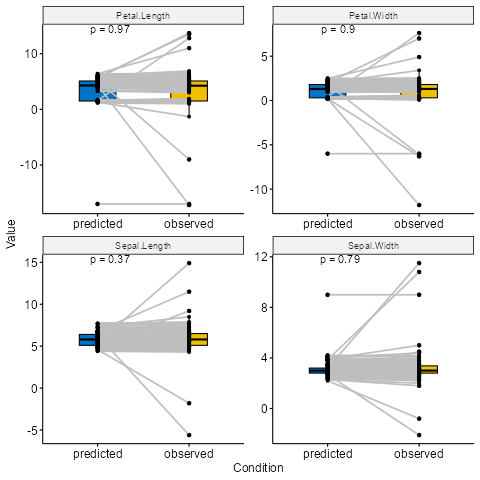 Petal.Length
p = 0.97
10
0
-10
predicted
observed
Petal.Width
p = 0.9
5
0
-5
-10
predicted
observed
Value
Sepal.Length
p = 0.37
15
10
5
0
-5
predicted
observed
Sepal.Width
p = 0.79
12
8
4
0
predicted
observed
Condition